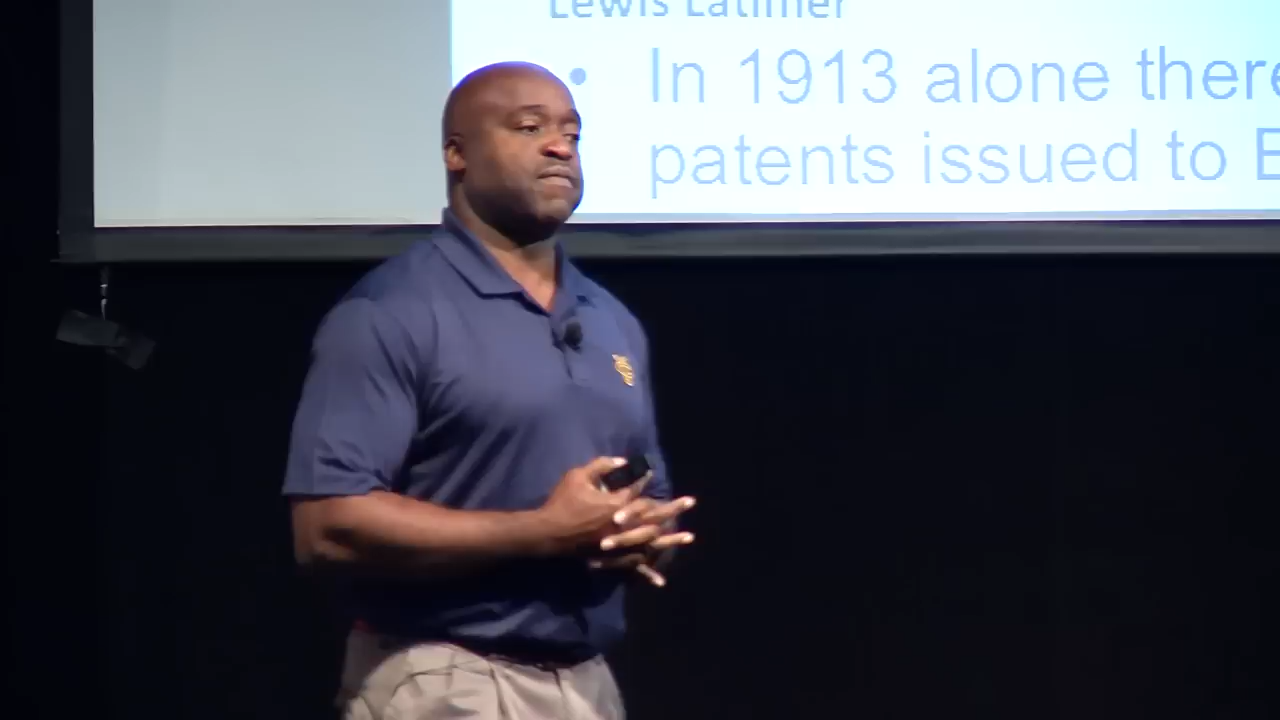 Lewis Latimer
• In 1913 alone there
patents issued to